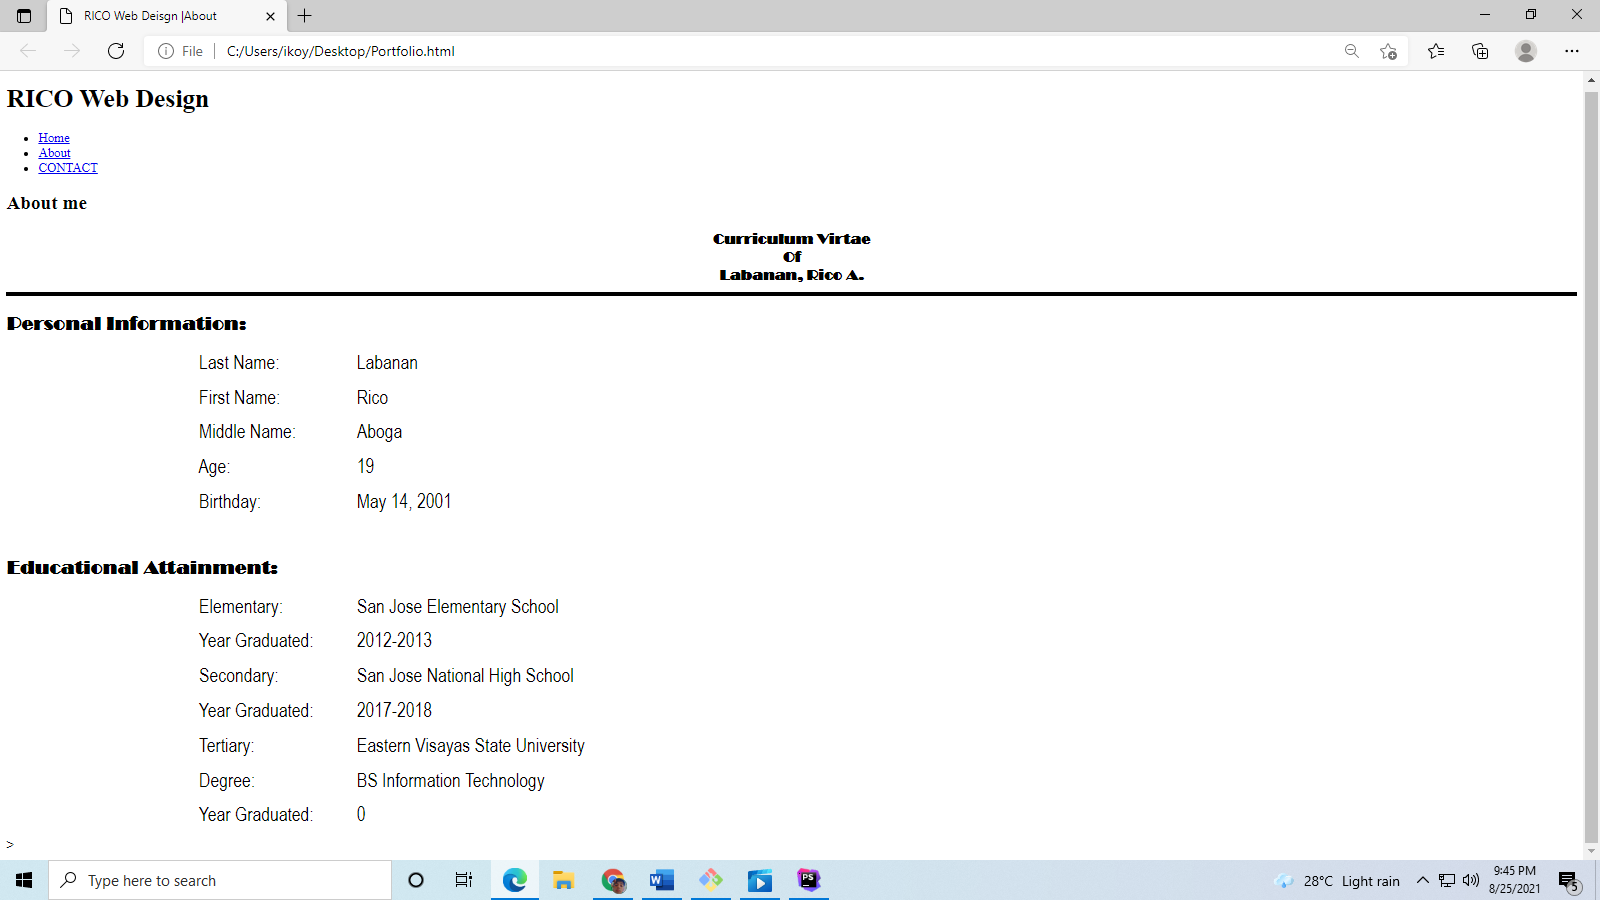 RICO Web Deisgn |About
File
C:/Users/ikoy/Desktop/Portfolio.html
RICO Web Design
Home
About
CONTACT
About me
Curriculum Virtae
Of
Labanan, Rico A.
Personal Information:
Last Name: Labanan
First Name: Rico
Middle Name: Aboga
Age: 19
Birthday: May 14, 2001
Educational Attainment:
Elementary: San Jose Elementary School
Year Graduated: 2012-2013
Secondary: San Jose National High School
Year Graduated: 2017-2018
Tertiary: Eastern Visayas State University
Degree: BS Information Technology
Year Graduated: 0
>
Type here to search
W
PS
28°C Light rain
9:45 PM
8/25/2021
5